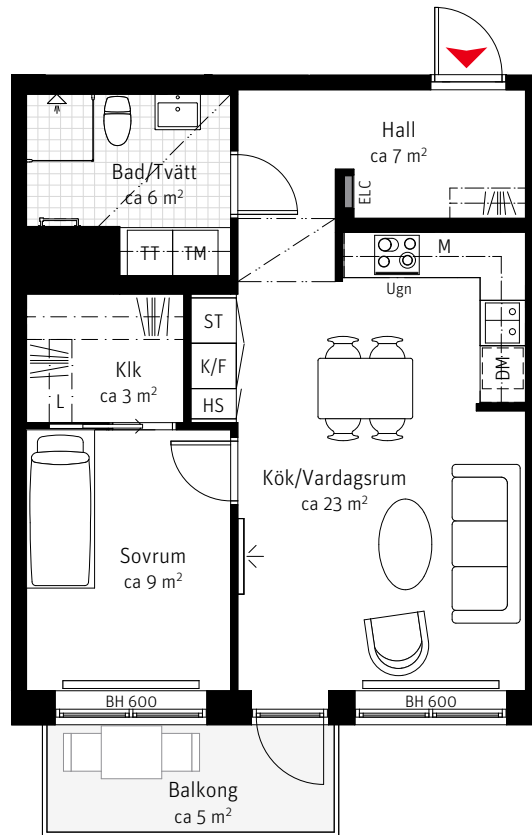 Hall
ca 7 m²
Bad/Tvätt
ca 6 m²
ELC
TT TM
M
Ugn
ST
K/F
HS
DM
Klk
ca 3 m²
L
Kök/Vardagsrum
ca 23 m²
Sovrum
ca 9 m²
BH 600
BH 600
Balkong
ca 5 m²